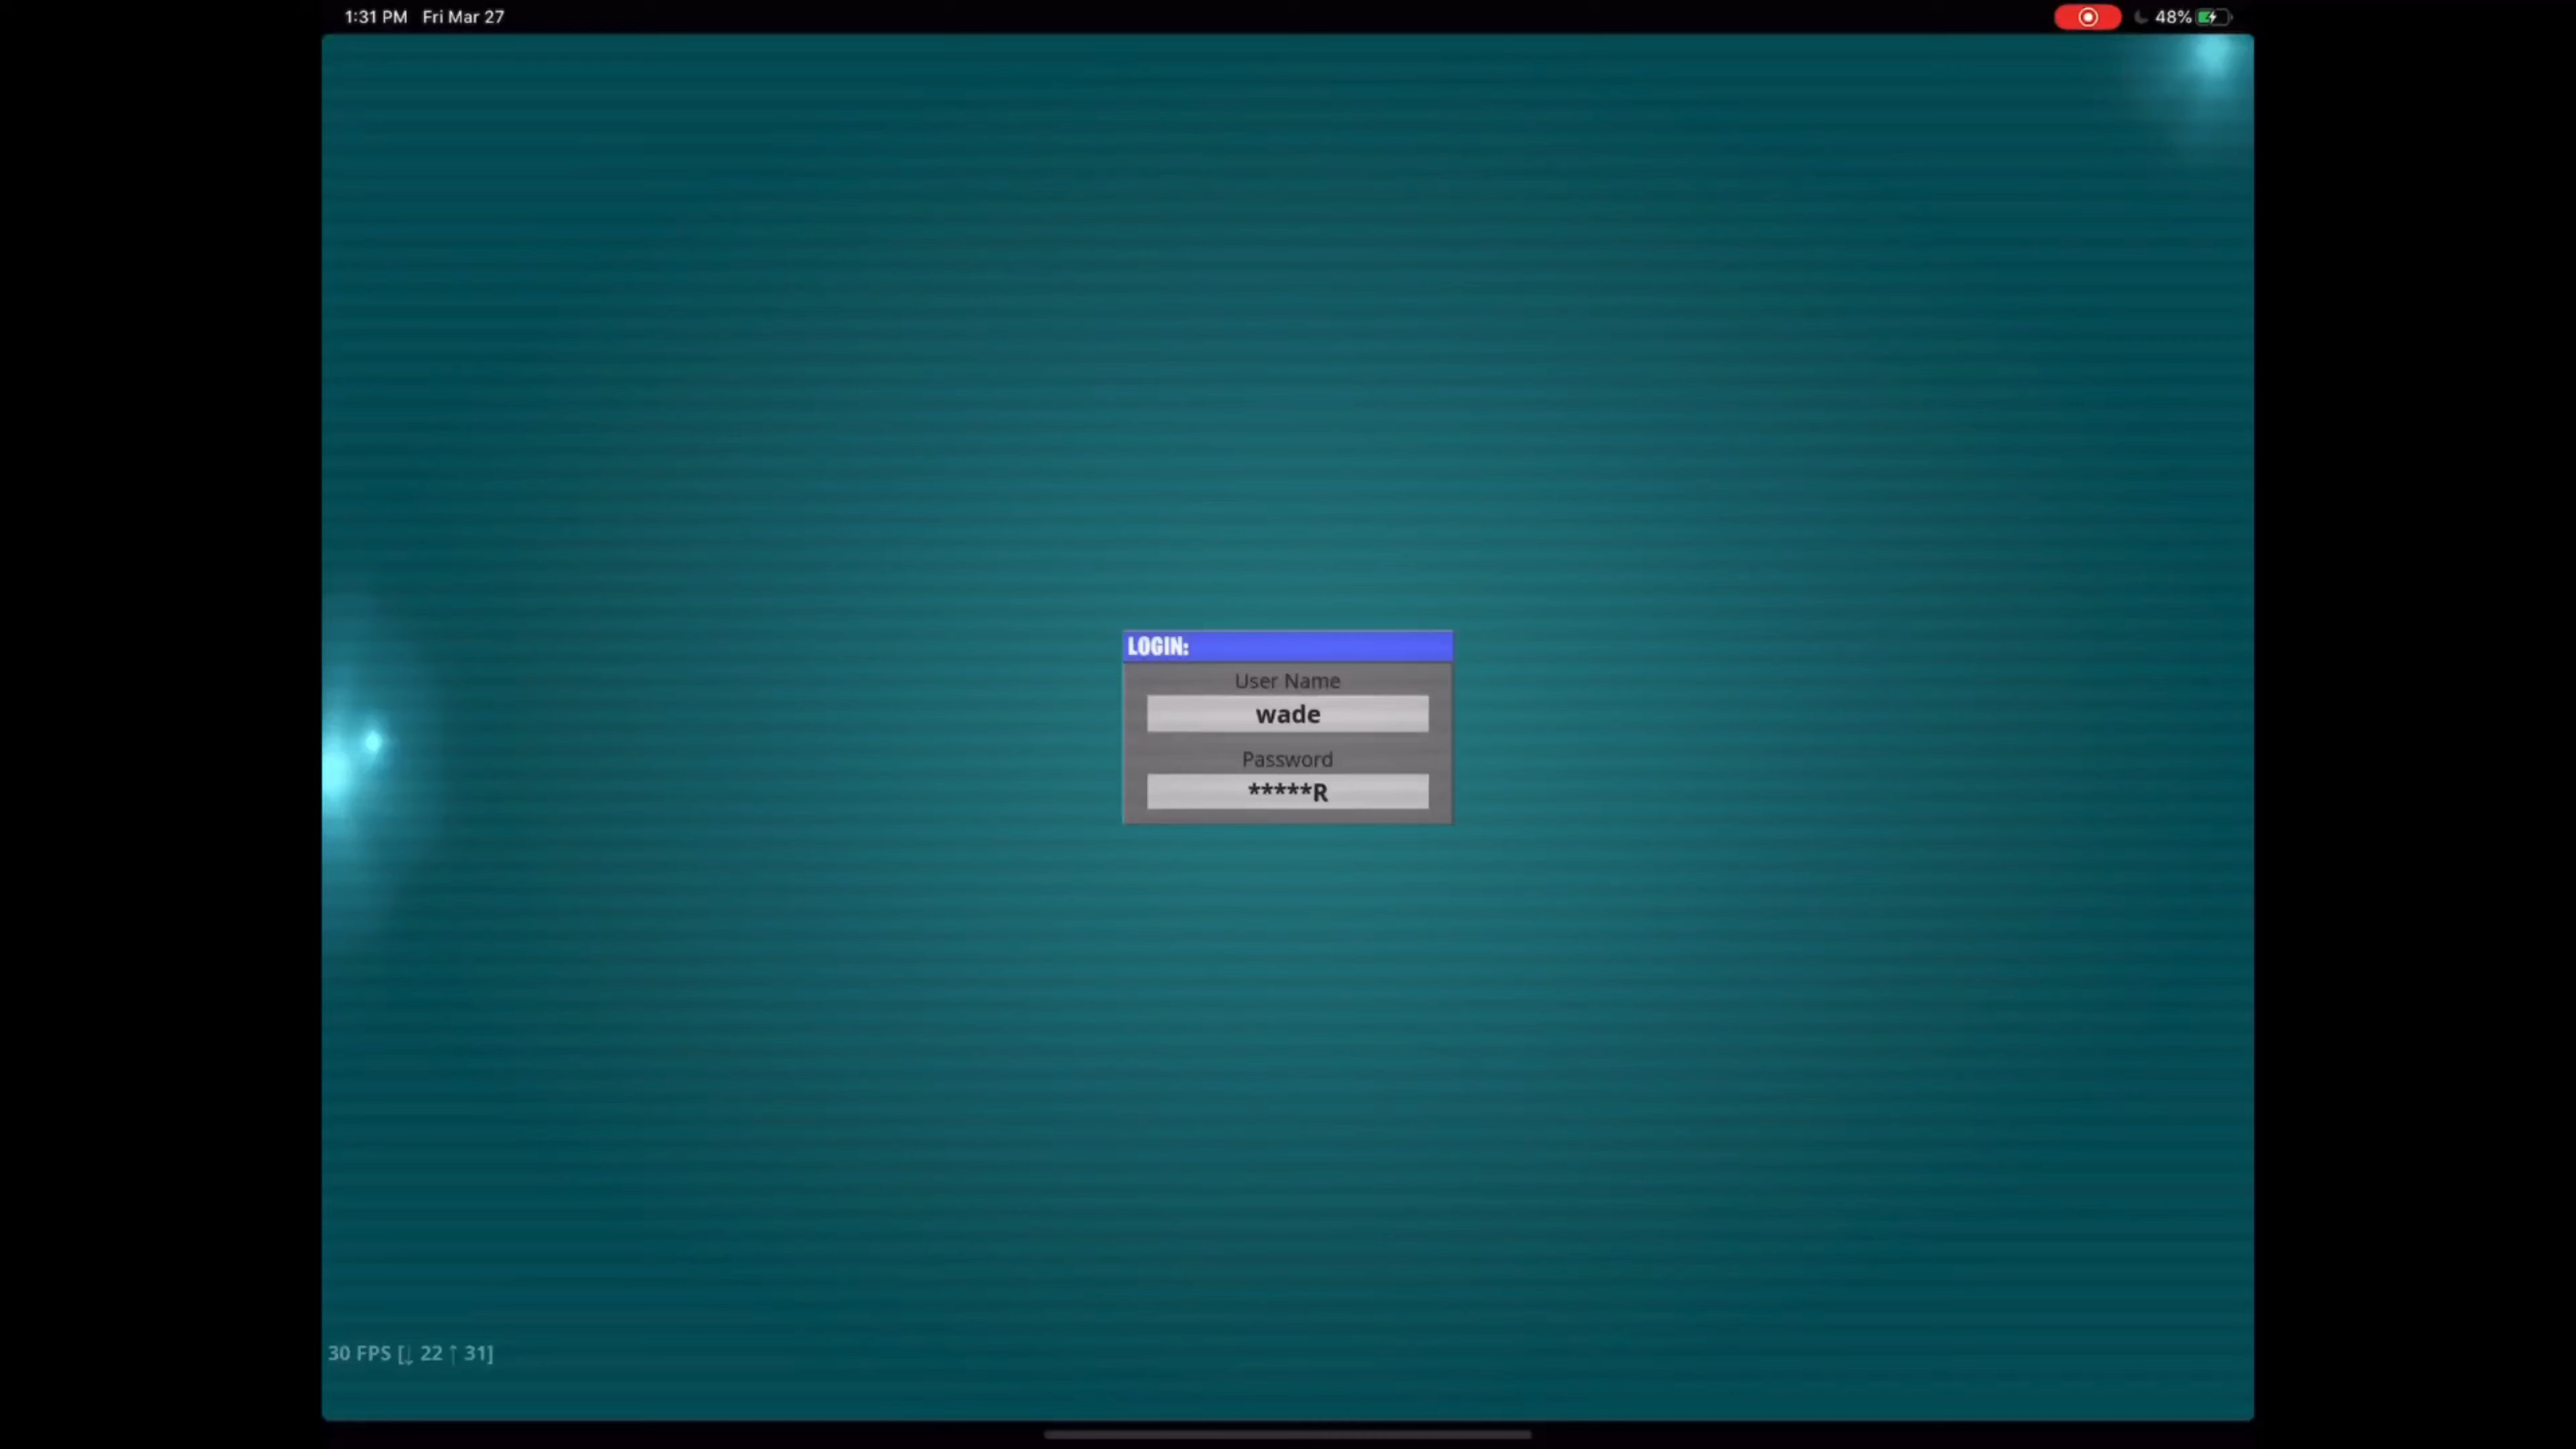 1:31 PM Fri Mar 27
48%
LOGIN:
User Name
wade
Password
*****R
30 FPS [↓ 22 ↑ 31]